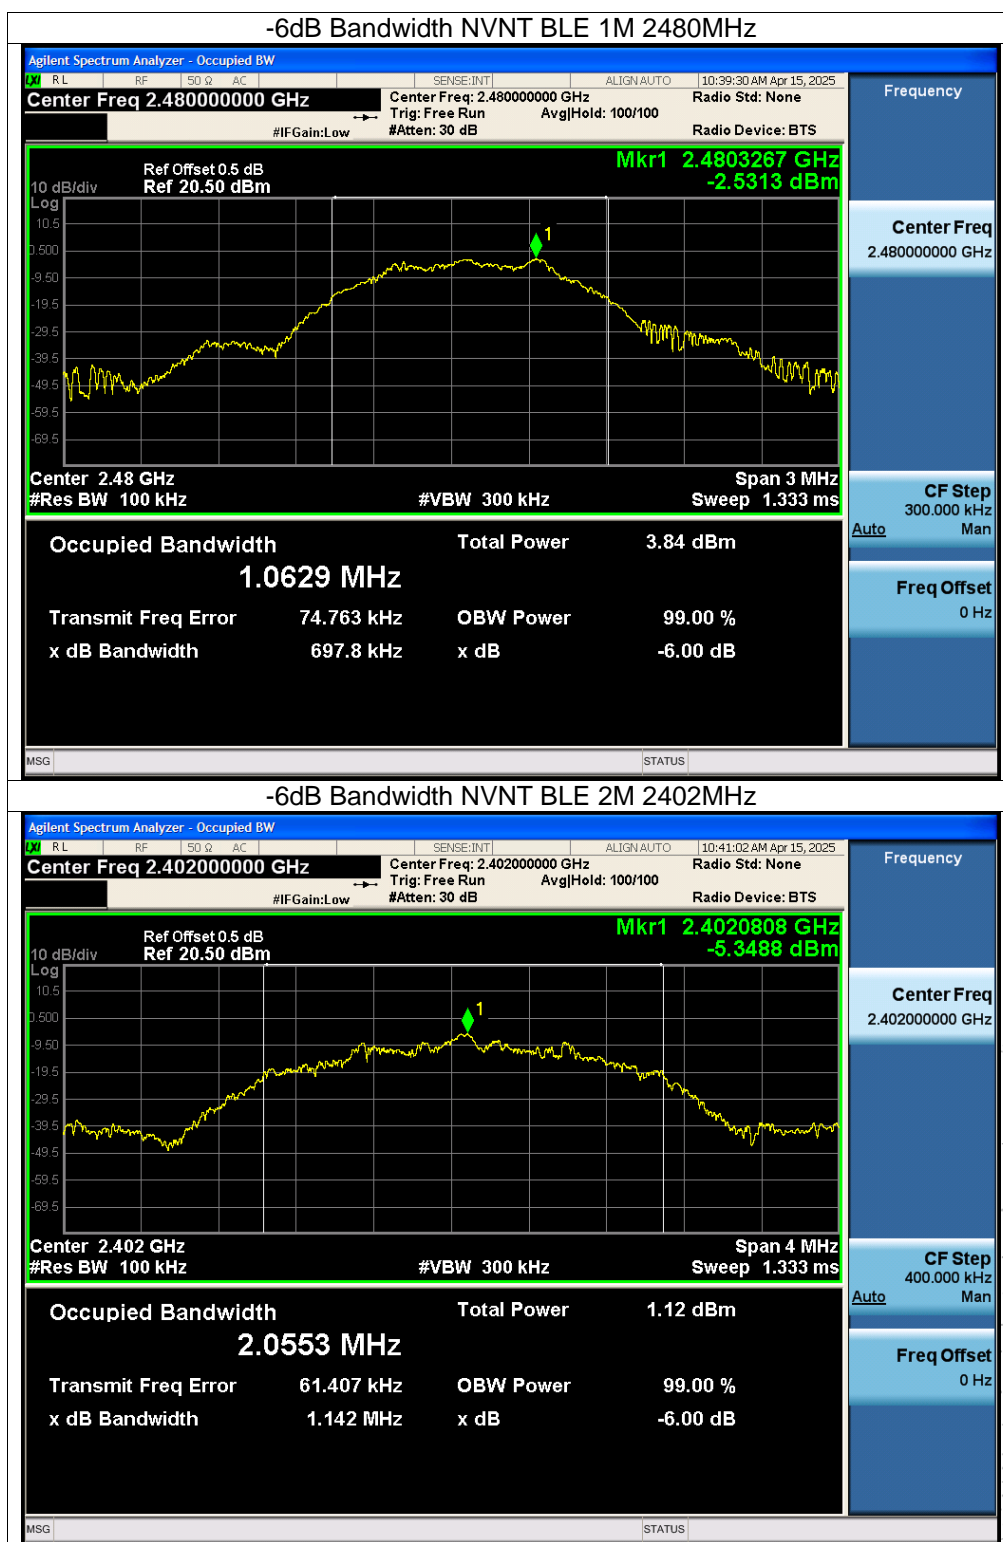 -6dB Bandwidth NVNT BLE 1M 2480MHz
Agilent Spectrum Analyzer - Occupied BW
LXI RL RF 50 Ω AC SENSE:INT ALIGN AUTO 10:39:30 AM Apr 15, 2025
Center Freq 2.480000000 GHz Center Freq: 2.480000000 GHz Radio Std: None
Trig: Free Run Avg|Hold: 100/100
#IFGain:Low #Atten: 30 dB Radio Device: BTS
Frequency
Mkr1 2.4803267 GHz
-2.5313 dBm
Ref Offset 0.5 dB
10 dB/div Ref 20.50 dBm
Log
10.5
0.500
-9.50
-19.5
-29.5
-39.5
-49.5
-59.5
-69.5
1
Center 2.48 GHz Span 3 MHz
#Res BW 100 kHz #VBW 300 kHz Sweep 1.333 ms
Occupied Bandwidth Total Power 3.84 dBm
1.0629 MHz
Transmit Freq Error 74.763 kHz OBW Power 99.00 %
x dB Bandwidth 697.8 kHz x dB -6.00 dB
Center Freq
2.480000000 GHz
CF Step
300.000 kHz
Auto Man
Freq Offset
0 Hz
MSG STATUS
-6dB Bandwidth NVNT BLE 2M 2402MHz
Agilent Spectrum Analyzer - Occupied BW
LXI RL RF 50 Ω AC SENSE:INT ALIGN AUTO 10:41:02 AM Apr 15, 2025
Center Freq 2.402000000 GHz Center Freq: 2.402000000 GHz Radio Std: None
Trig: Free Run Avg|Hold: 100/100
#IFGain:Low #Atten: 30 dB Radio Device: BTS
Frequency
Mkr1 2.4020808 GHz
-5.3488 dBm
Ref Offset 0.5 dB
10 dB/div Ref 20.50 dBm
Log
10.5
0.500
-9.50
-19.5
-29.5
-39.5
-49.5
-59.5
-69.5
1
Center 2.402 GHz Span 4 MHz
#Res BW 100 kHz #VBW 300 kHz Sweep 1.333 ms
Occupied Bandwidth Total Power 1.12 dBm
2.0553 MHz
Transmit Freq Error 61.407 kHz OBW Power 99.00 %
x dB Bandwidth 1.142 MHz x dB -6.00 dB
Center Freq
2.402000000 GHz
CF Step
400.000 kHz
Auto Man
Freq Offset
0 Hz
MSG STATUS